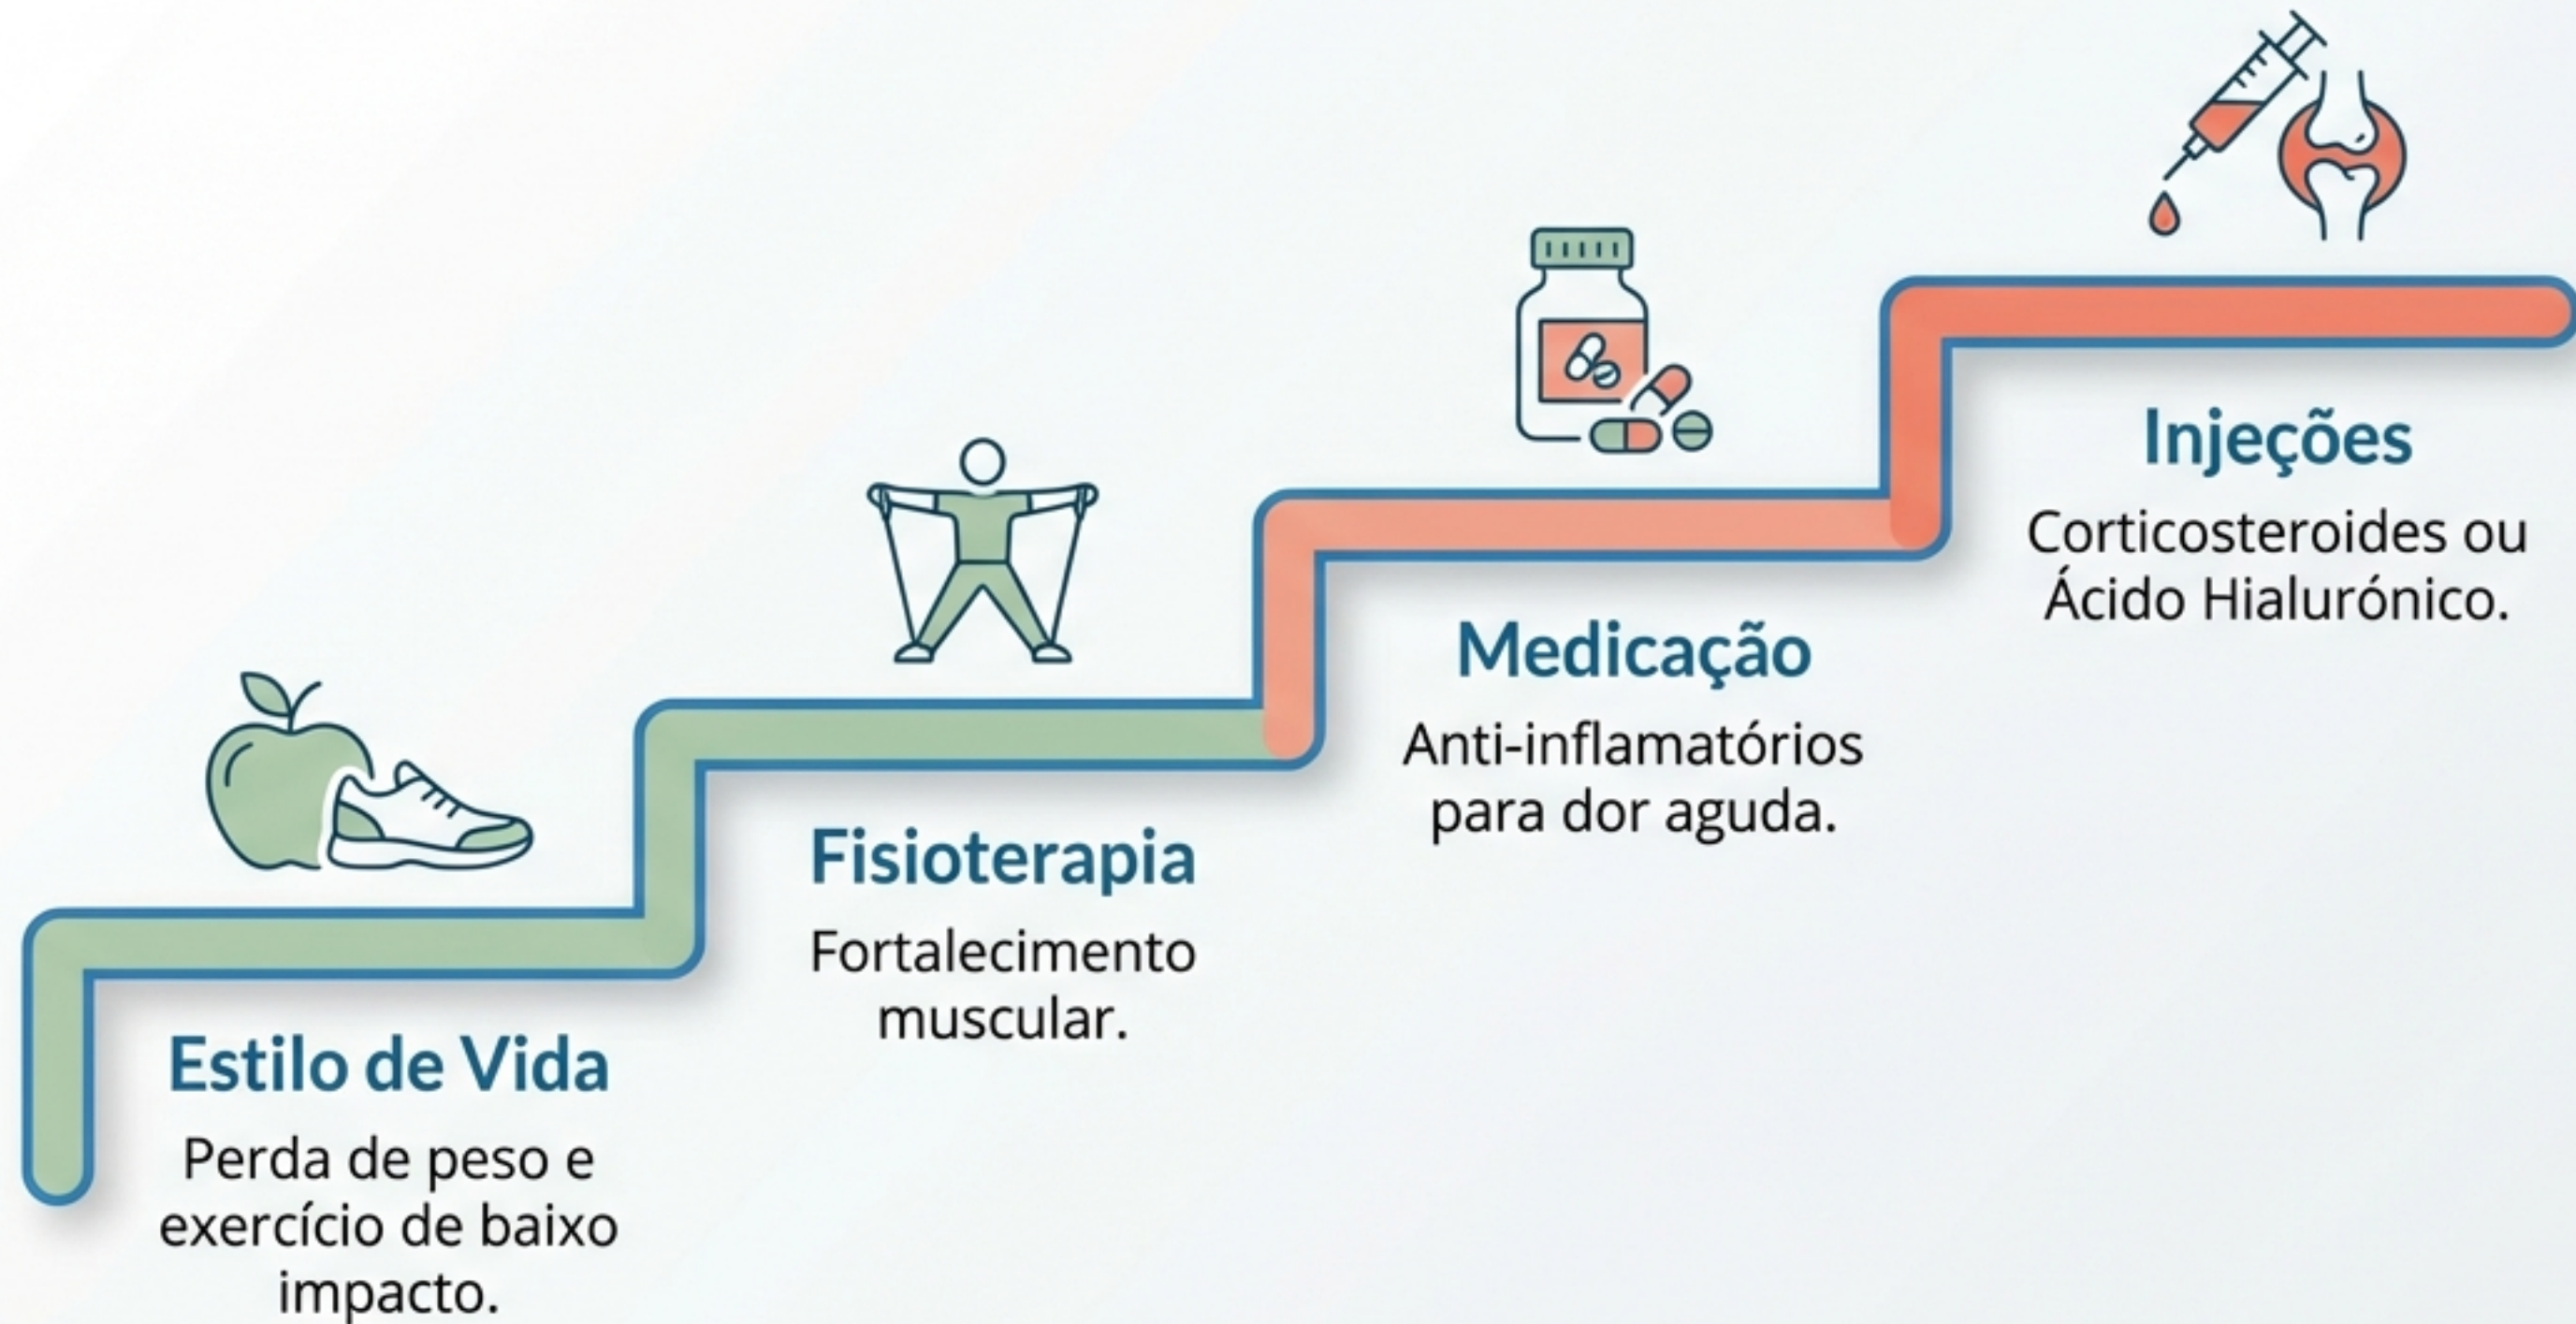 Estilo de Vida
Perda de peso e
exercício de baixo
impacto.
Fisioterapia
Fortalecimento
muscular.
Medicação
Anti-inflamatórios
para dor aguda.
Injeções
Corticosteroides ou
Ácido Hialurónico.